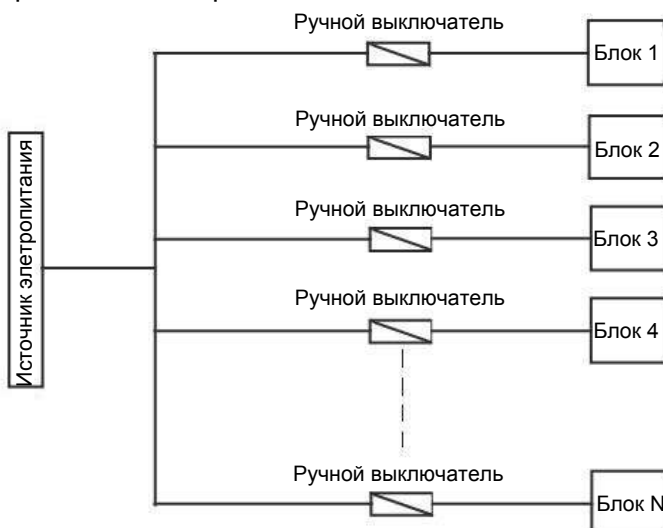 Ручной выключатель
Блок 1
Ручной выключатель
Блок 2
Источник элетропитания
Ручной выключатель
Блок 3
Ручной выключатель
Блок 4
Ручной выключатель
Блок N